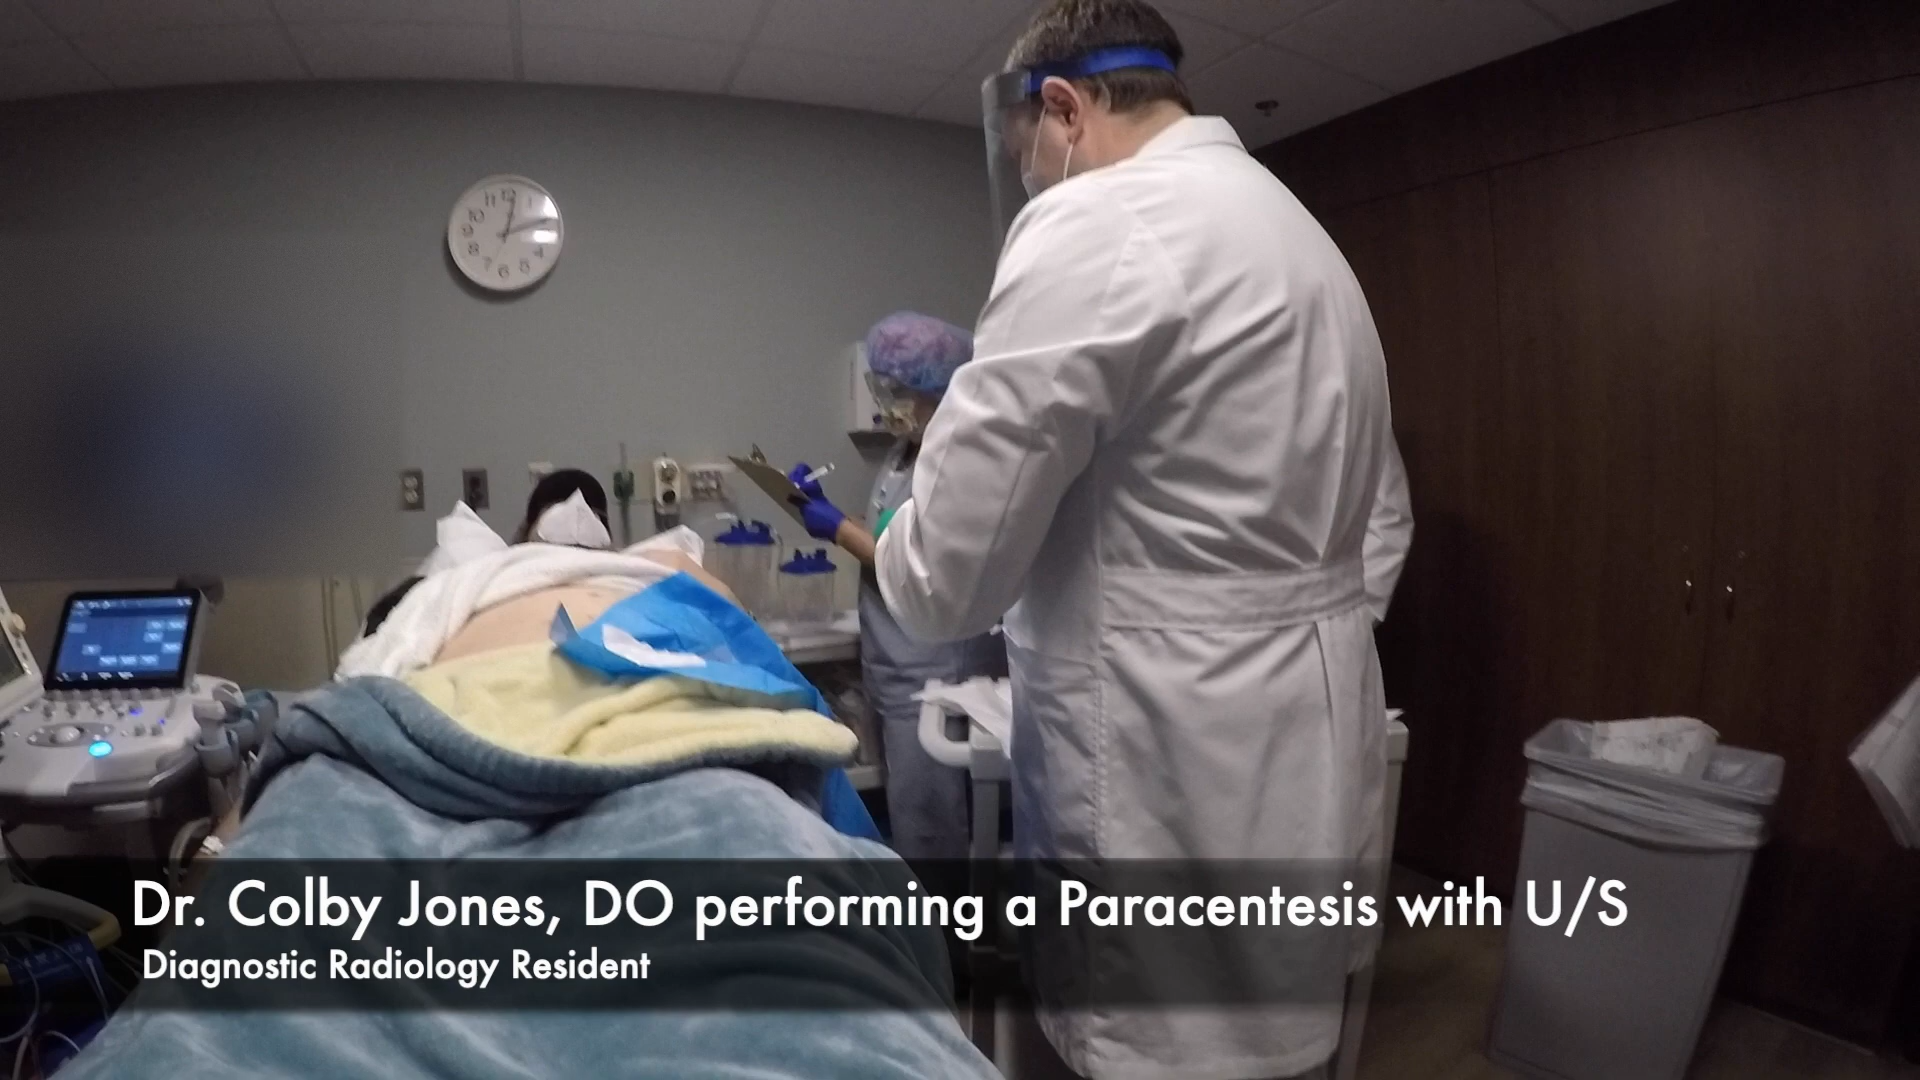 Dr. Colby Jones, DO performing a Paracentesis with U/S
Diagnostic Radiology Resident